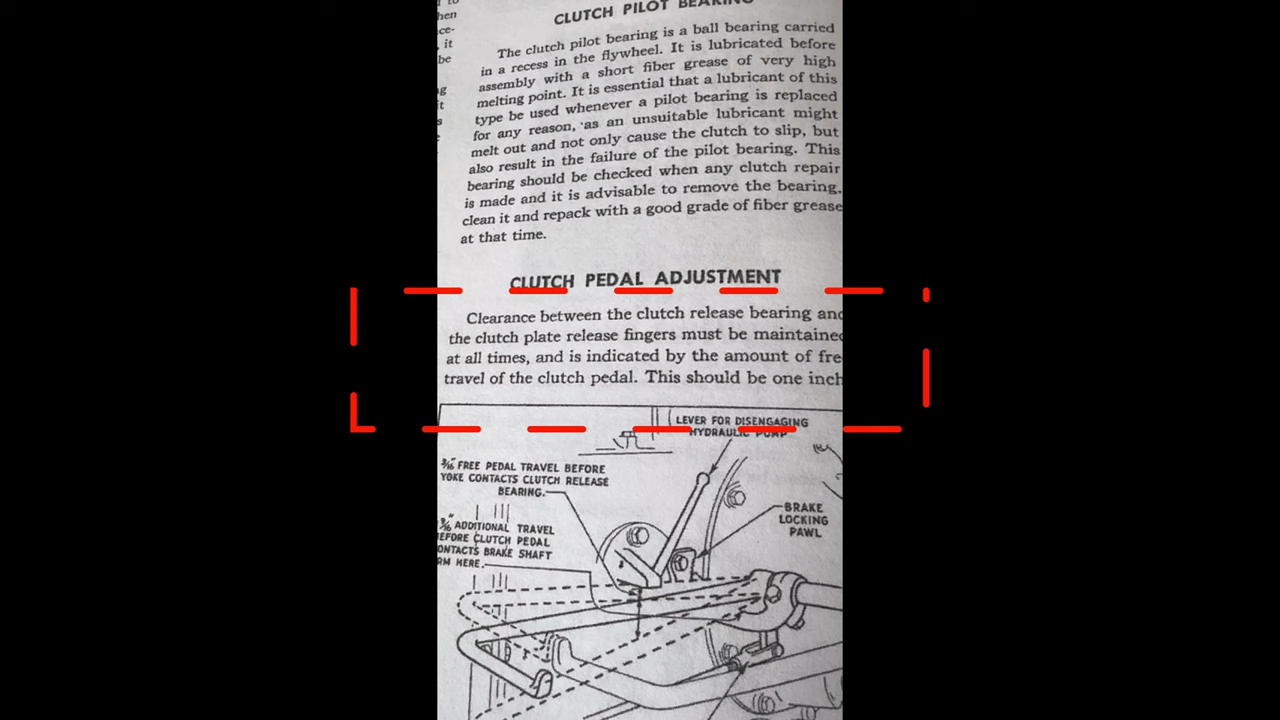 hen
ce-
it
be
CLUTCH PILOT BEARING
The clutch pilot bearing is a ball bearing carried
in a recess in the flywheel. It is lubricated before
assembly with a short fiber grease of very high
melting point. It is essential that a lubricant of this
type be used whenever a pilot bearing is replaced
for any reason, as an unsuitable lubricant might
melt out and not only cause the clutch to slip, but
also result in the failure of the pilot bearing. This
bearing should be checked when any clutch repair
is made and it is advisable to remove the bearing,
clean it and repack with a good grade of fiber grease
at that time.
CLUTCH PEDAL ADJUSTMENT
Clearance between the clutch release bearing and
the clutch plate release fingers must be maintained
at all times, and is indicated by the amount of fre
travel of the clutch pedal. This should be one inch
LEVER FOR DISENGAGING
HYDRAULIC PUMP
FREE PEDAL TRAVEL BEFORE
YOKE CONTACTS CLUTCH RELEASE
BEARING.
ADDITIONAL TRAVEL
EFORE CLUTCH PEDAL
ONTACTS BRAKE SHAFT
RM HERE.
BRAKE
LOCKING
PAWL